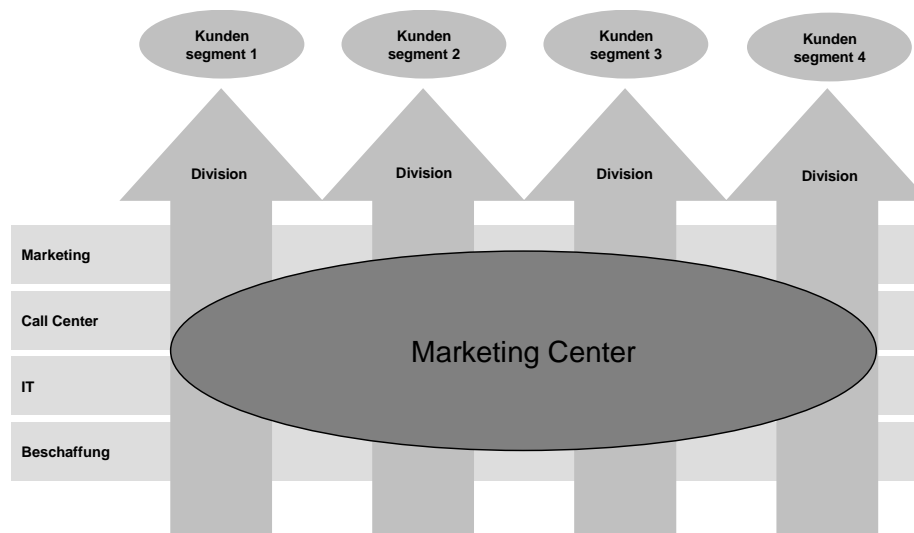 Kunden
segment 1
Kunden
segment 2
Kunden
segment 3
Kunden
segment 4
Division
Division
Division
Division
Marketing
Call Center
Marketing Center
IT
Beschaffung